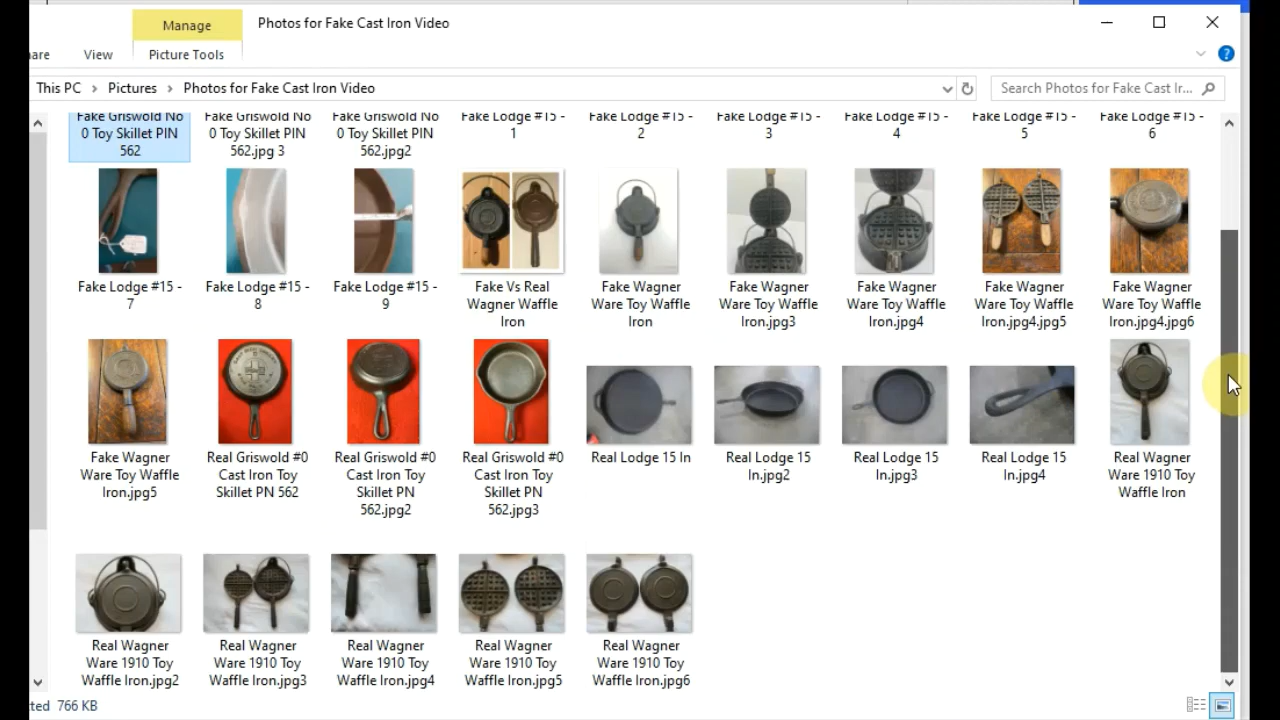 Manage
Photos for Fake Cast Iron Video
are
View
Picture Tools
This PC > Pictures > Photos for Fake Cast Iron Video
Search Photos for Fake Cast Ir...
Fake Griswold No
0 Toy Skillet PIN
562
Fake Griswold No
0 Toy Skillet PIN
562.jpg 3
Fake Griswold No
0 Toy Skillet PIN
562.jpg2
Fake Lodge #15 -
1
Fake Lodge #15 -
2
Fake Lodge #15 -
3
Fake Lodge #15 -
4
Fake Lodge #15 -
5
Fake Lodge #15 -
6
Fake Lodge #15 -
7
Fake Lodge #15 -
8
Fake Lodge #15 -
9
Fake Vs Real
Wagner Waffle
Iron
Fake Wagner
Ware Toy Waffle
Iron
Fake Wagner
Ware Toy Waffle
Iron.jpg3
Fake Wagner
Ware Toy Waffle
Iron.jpg4
Fake Wagner
Ware Toy Waffle
Iron.jpg4.jpg5
Fake Wagner
Ware Toy Waffle
Iron.jpg4.jpg6
Fake Wagner
Ware Toy Waffle
Iron.jpg5
Real Griswold #0
Cast Iron Toy
Skillet PN 562
Real Griswold #0
Cast Iron Toy
Skillet PN
562.jpg2
Real Griswold #0
Cast Iron Toy
Skillet PN
562.jpg3
Real Lodge 15 In
Real Lodge 15
In.jpg2
Real Lodge 15
In.jpg3
Real Lodge 15
In.jpg4
Real Wagner
Ware 1910 Toy
Waffle Iron
Real Wagner
Ware 1910 Toy
Waffle Iron.jpg2
Real Wagner
Ware 1910 Toy
Waffle Iron.jpg3
Real Wagner
Ware 1910 Toy
Waffle Iron.jpg4
Real Wagner
Ware 1910 Toy
Waffle Iron.jpg5
Real Wagner
Ware 1910 Toy
Waffle Iron.jpg6
ted 766 KB